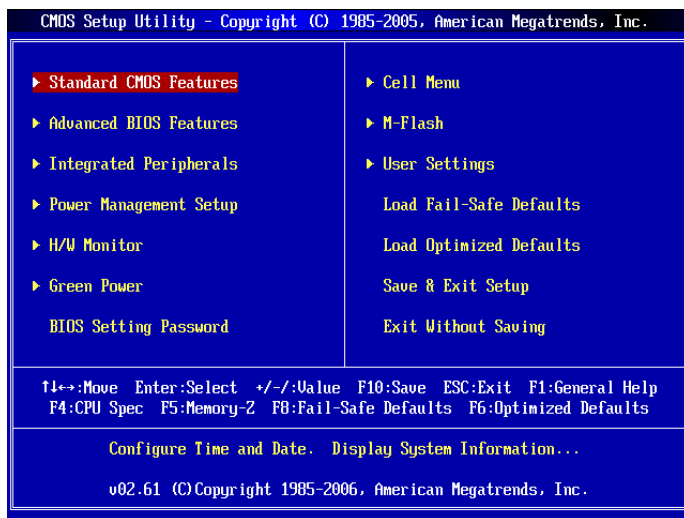 CMOS Setup Utility - Copyright (C) 1985-2005, American Megatrends, Inc.
▶ Standard CMOS Features
▶ Advanced BIOS Features
▶ Integrated Peripherals
▶ Power Management Setup
▶ H/W Monitor
▶ Green Power
BIOS Setting Password
▶ Cell Menu
▶ M-Flash
▶ User Settings
Load Fail-Safe Defaults
Load Optimized Defaults
Save & Exit Setup
Exit Without Saving
↑↓←→:Move Enter:Select +/-/:Value F10:Save ESC:Exit F1:General Help
F4:CPU Spec F5:Memory-Z F8:Fail-Safe Defaults F6:Optimized Defaults
Configure Time and Date. Display System Information...
v02.61 (C)Copyright 1985-2006, American Megatrends, Inc.